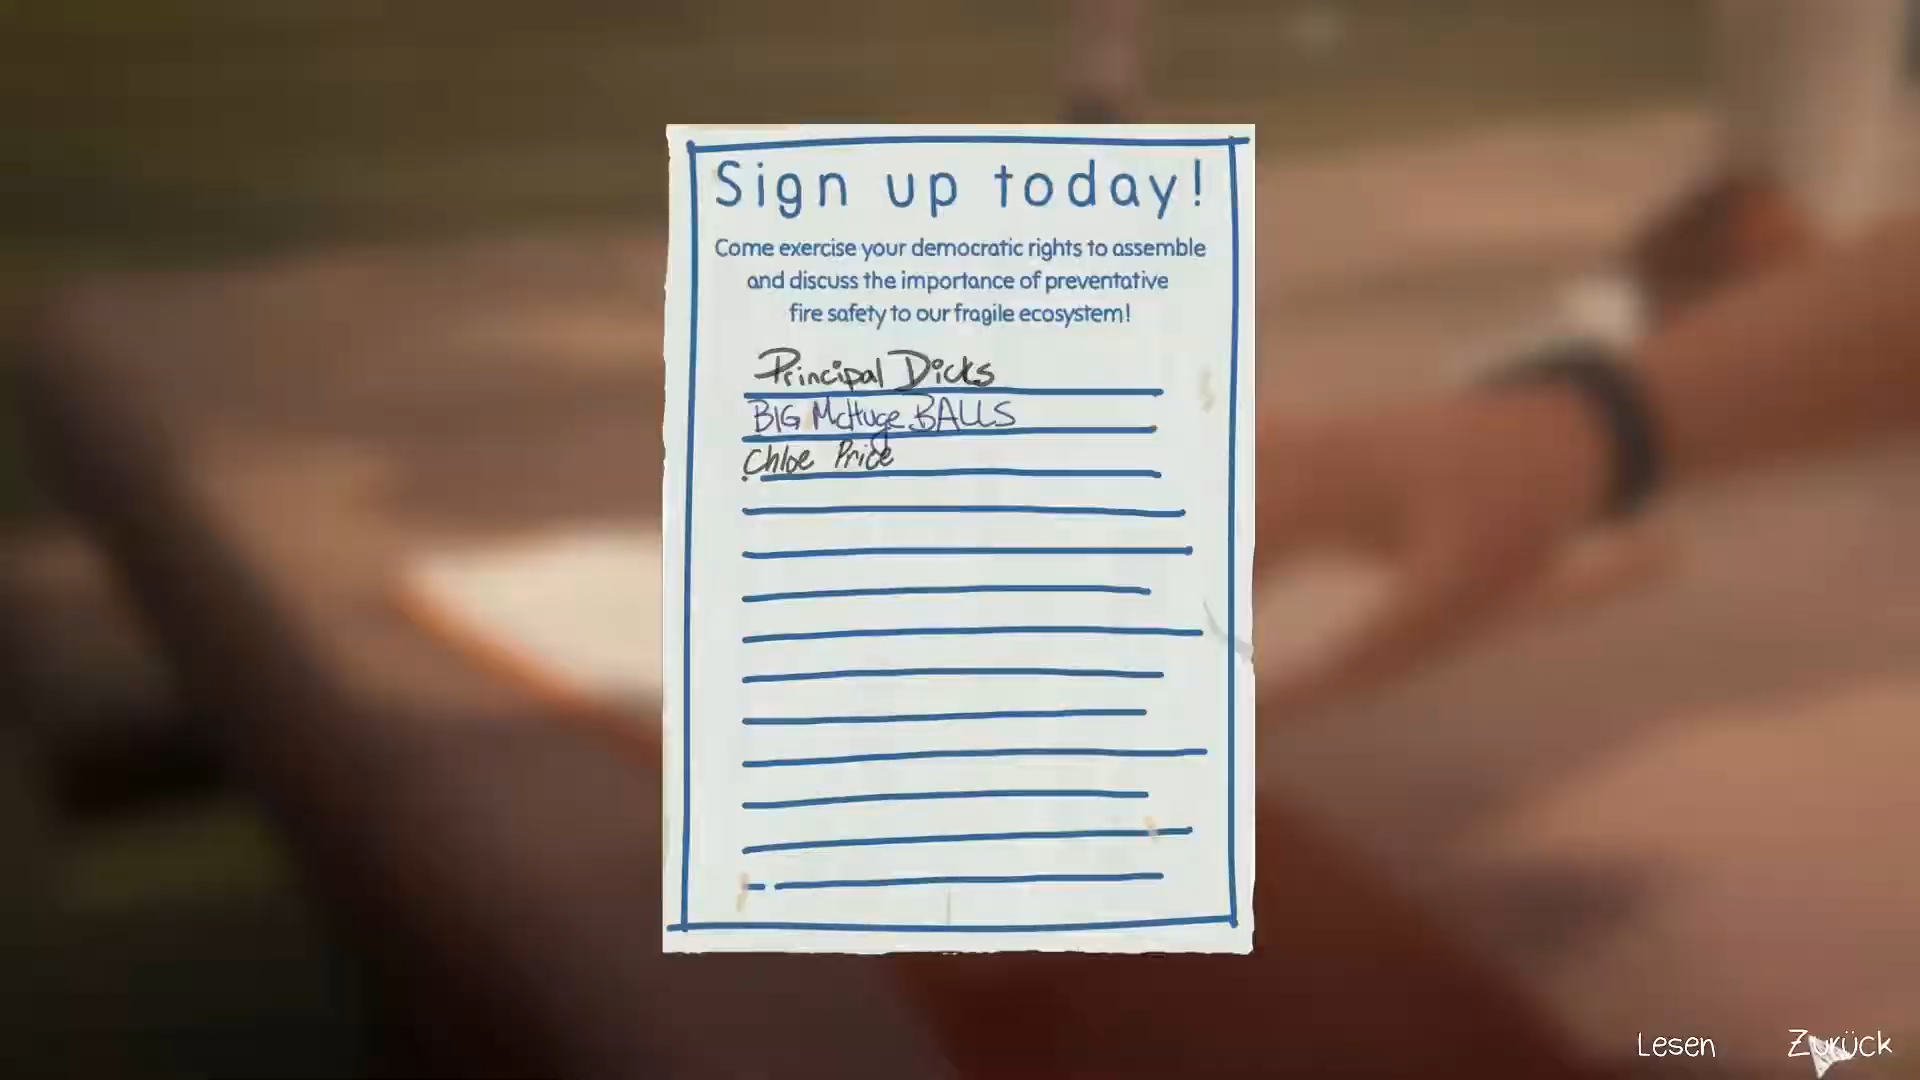 Sign up today!
Come exercise your democratic rights to assemble
and discuss the importance of preventative
fire safety to our fragile ecosystem!
Principal Dicks
BIG McHuge BALLS
Chloe Price
Lesen Zurück